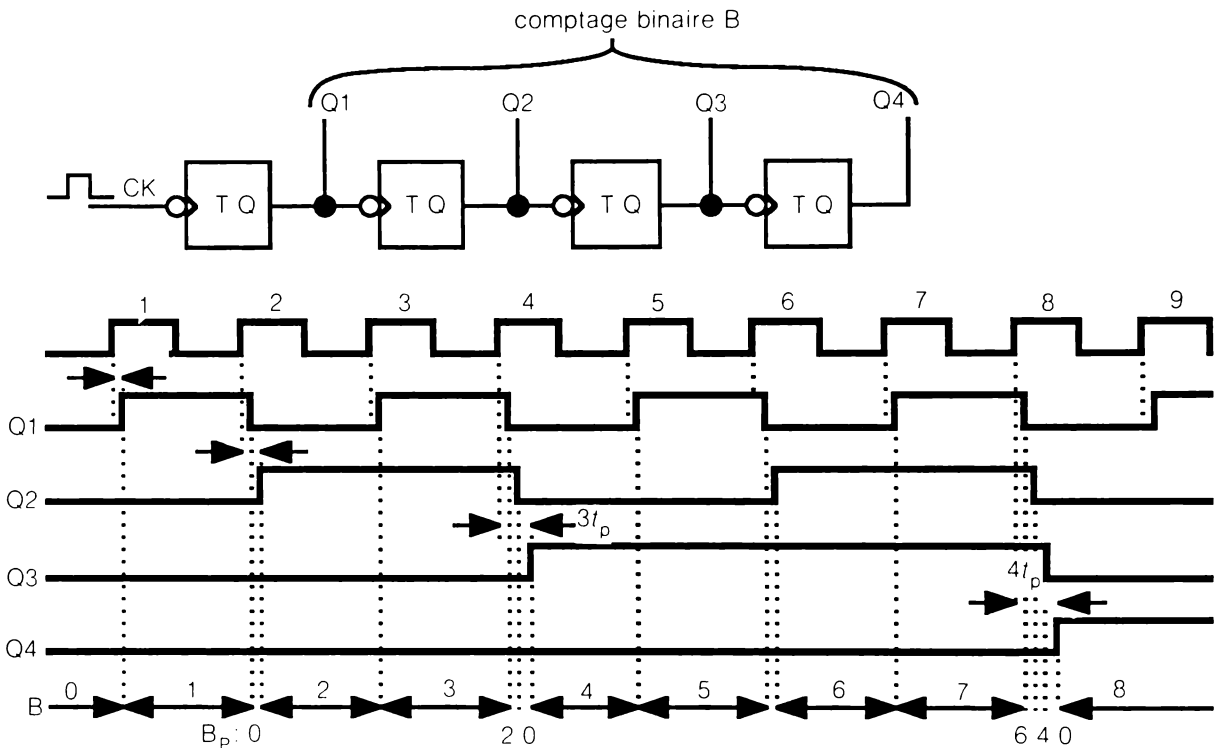 comptage binaire B
Q1 Q2 Q3 Q4
CK T Q T Q T Q T Q
1 2 3 4 5 6 7 8 9
Q1
Q2
3tp
Q3
4tp
Q4
B 0 1 2 3 4 5 6 7 8
Bp: 0 2 0 6 4 0